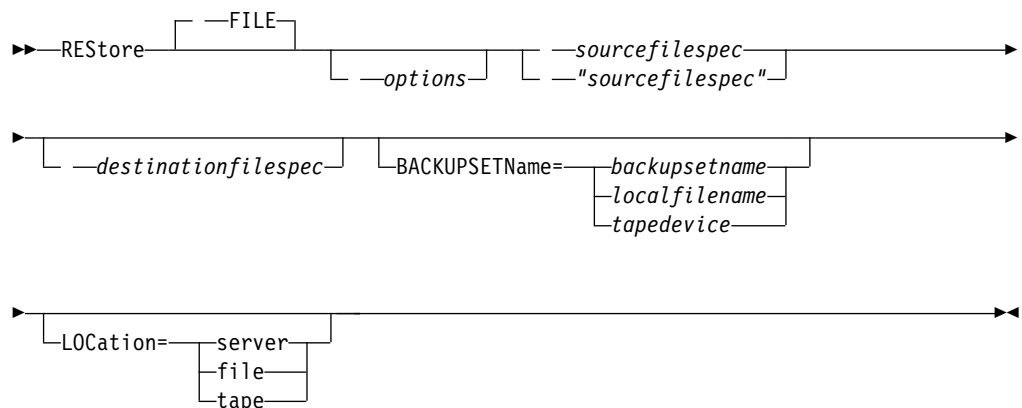 FILE
REStore
options
sourcefilespec
"sourcefilespec"
destinationfilespec
BACKUPSETName=
backupsetname
localfilename
tapedevice
LOCation=
server
file
tape